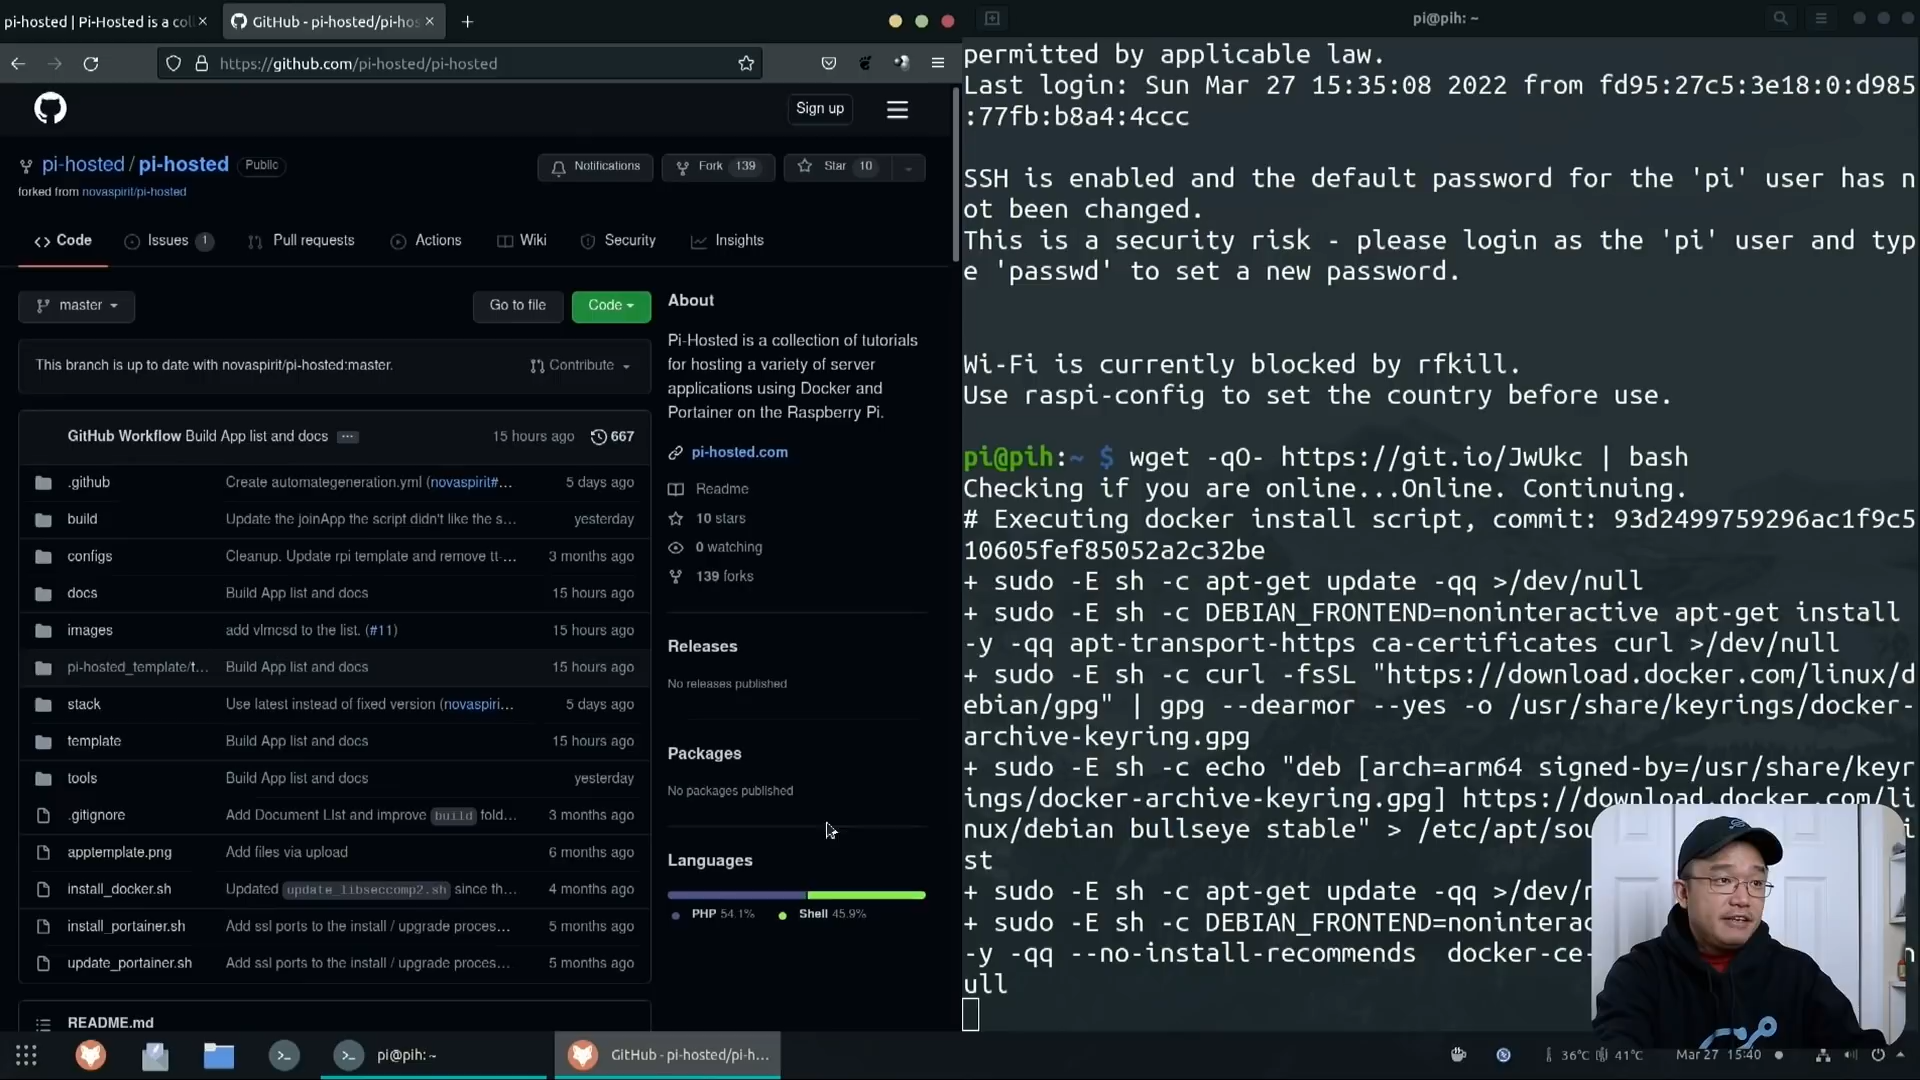 pi-hosted | Pi-Hosted is a col
GitHub - pi-hosted/pi-hos
https://github.com/pi-hosted/pi-hosted
Sign up
pi-hosted / pi-hosted Public
forked from novaspirit/pi-hosted
Notifications
Fork 139
Star 10
Code
Issues 1
Pull requests
Actions
Wiki
Security
Insights
master
Go to file
Code
This branch is up to date with novaspirit/pi-hosted:master.
Contribute
GitHub Workflow Build App list and docs ... 15 hours ago 667
.github Create automategeneration.yml (novaspirit#... 5 days ago
build Update the joinApp the script didn't like the s... yesterday
configs Cleanup. Update rpi template and remove tt-... 3 months ago
docs Build App list and docs 15 hours ago
images add vlmcsd to the list. (#11) 15 hours ago
pi-hosted_template/t... Build App list and docs 15 hours ago
stack Use latest instead of fixed version (novaspiri... 5 days ago
template Build App list and docs 15 hours ago
tools Build App list and docs yesterday
.gitignore Add Document LIst and improve build fold... 3 months ago
apptemplate.png Add files via upload 6 months ago
install_docker.sh Updated update_libseccomp2.sh since th... 4 months ago
install_portainer.sh Add ssl ports to the install / upgrade proces... 5 months ago
update_portainer.sh Add ssl ports to the install / upgrade proces... 5 months ago
README.md
About
Pi-Hosted is a collection of tutorials
for hosting a variety of server
applications using Docker and
Portainer on the Raspberry Pi.
pi-hosted.com
Readme
10 stars
0 watching
139 forks
Releases
No releases published
Packages
No packages published
Languages
PHP 54.1% Shell 45.9%
pi@pih: ~
permitted by applicable law.
Last login: Sun Mar 27 15:35:08 2022 from fd95:27c5:3e18:0:d985
:77fb:b8a4:4ccc
SSH is enabled and the default password for the 'pi' user has n
ot been changed.
This is a security risk - please login as the 'pi' user and typ
e 'passwd' to set a new password.
Wi-Fi is currently blocked by rfkill.
Use raspi-config to set the country before use.
pi@pih:~ $ wget -qO- https://git.io/JwUkc | bash
Checking if you are online...Online. Continuing.
# Executing docker install script, commit: 93d2499759296ac1f9c5
10605fef85052a2c32be
+ sudo -E sh -c apt-get update -qq >/dev/null
+ sudo -E sh -c DEBIAN_FRONTEND=noninteractive apt-get install
-y -qq apt-transport-https ca-certificates curl >/dev/null
+ sudo -E sh -c curl -fsSL "https://download.docker.com/linux/d
ebian/gpg" | gpg --dearmor --yes -o /usr/share/keyrings/docker-
archive-keyring.gpg
+ sudo -E sh -c echo "deb [arch=arm64 signed-by=/usr/share/keyr
ings/docker-archive-keyring.gpg] https://download.docker.com/li
nux/debian bullseye stable" > /etc/apt/sou
st
+ sudo -E sh -c apt-get update -qq >/dev/
+ sudo -E sh -c DEBIAN_FRONTEND=noninterac
-y -qq --no-install-recommends docker-ce-
ull
pi@pih: ~
GitHub - pi-hosted/pi-h...
36°C 41°C Mar 27 15:40